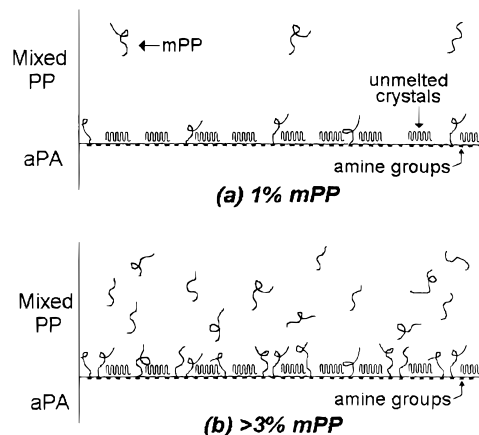 Mixed
PP
mPP
unmelted
crystals
aPA
amine groups
(a) 1% mPP
Mixed
PP
aPA
amine groups
(b) >3% mPP